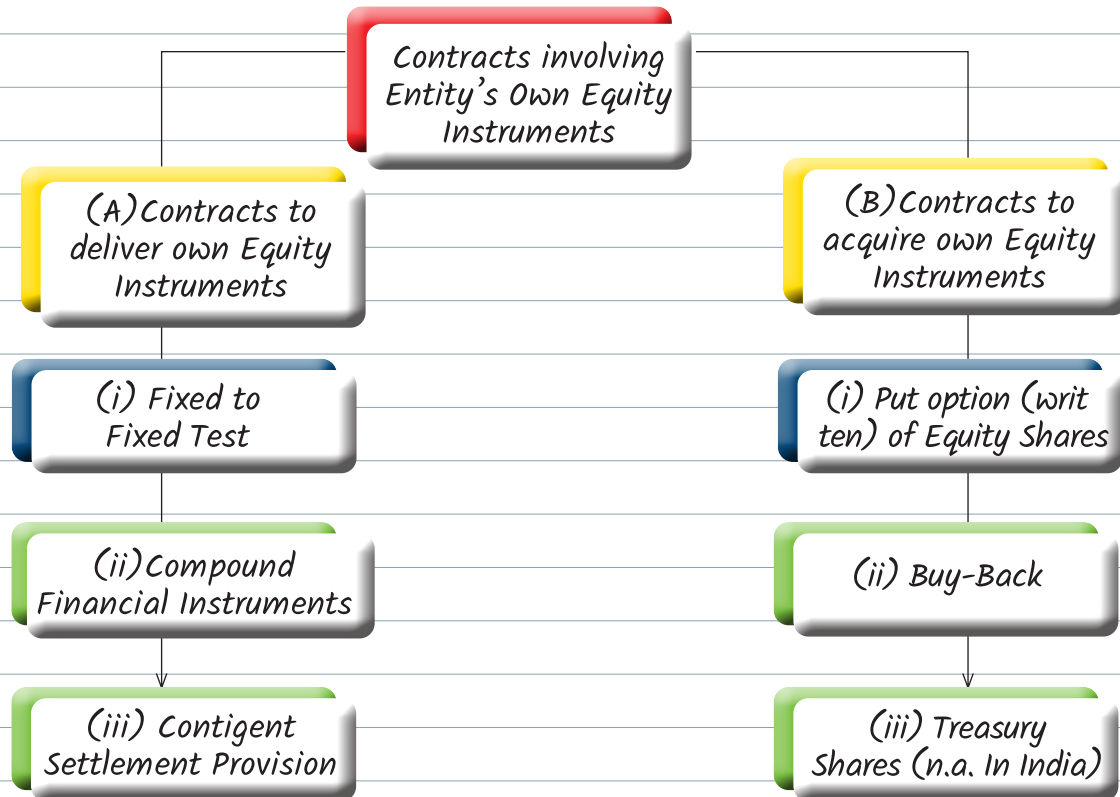 Contracts involving
Entity's Own Equity
Instruments
(A)Contracts to
deliver own Equity
Instruments
(B)Contracts to
acquire own Equity
Instruments
(i) Fixed to
Fixed Test
(i) Put option (writ
ten) of Equity Shares
(ii)Compound
Financial Instruments
(ii) Buy-Back
(iii) Contigent
Settlement Provision
(iii) Treasury
Shares (n.a. In India)